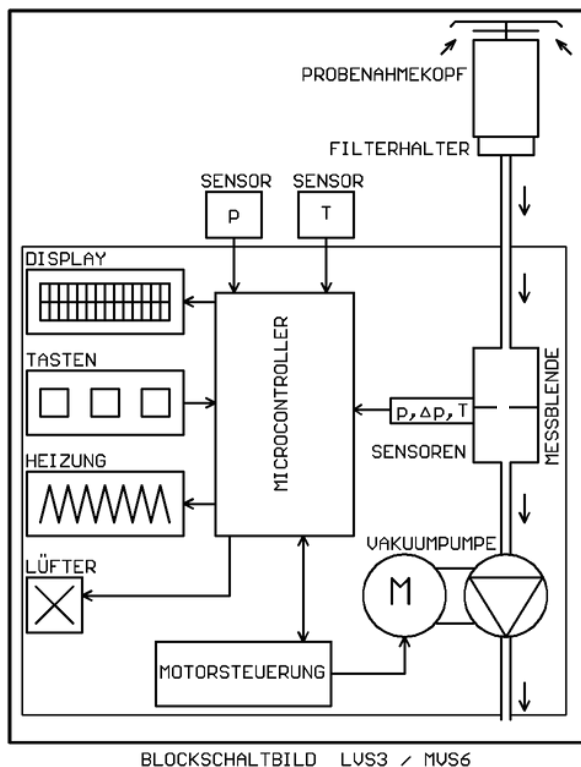 PROBENAHMEKOPF
FILTERHALTER
SENSOR SENSOR
p T
DISPLAY
TASTEN
MICROCONTROLLER
p,Δp,T
SENSOREN
MESSBLENDE
HEIZUNG
LÜFTER
VAKUUMPUMPE
M
MOTORSTEUERUNG
BLOCKSCHALTBILD LVS3 / MVS6